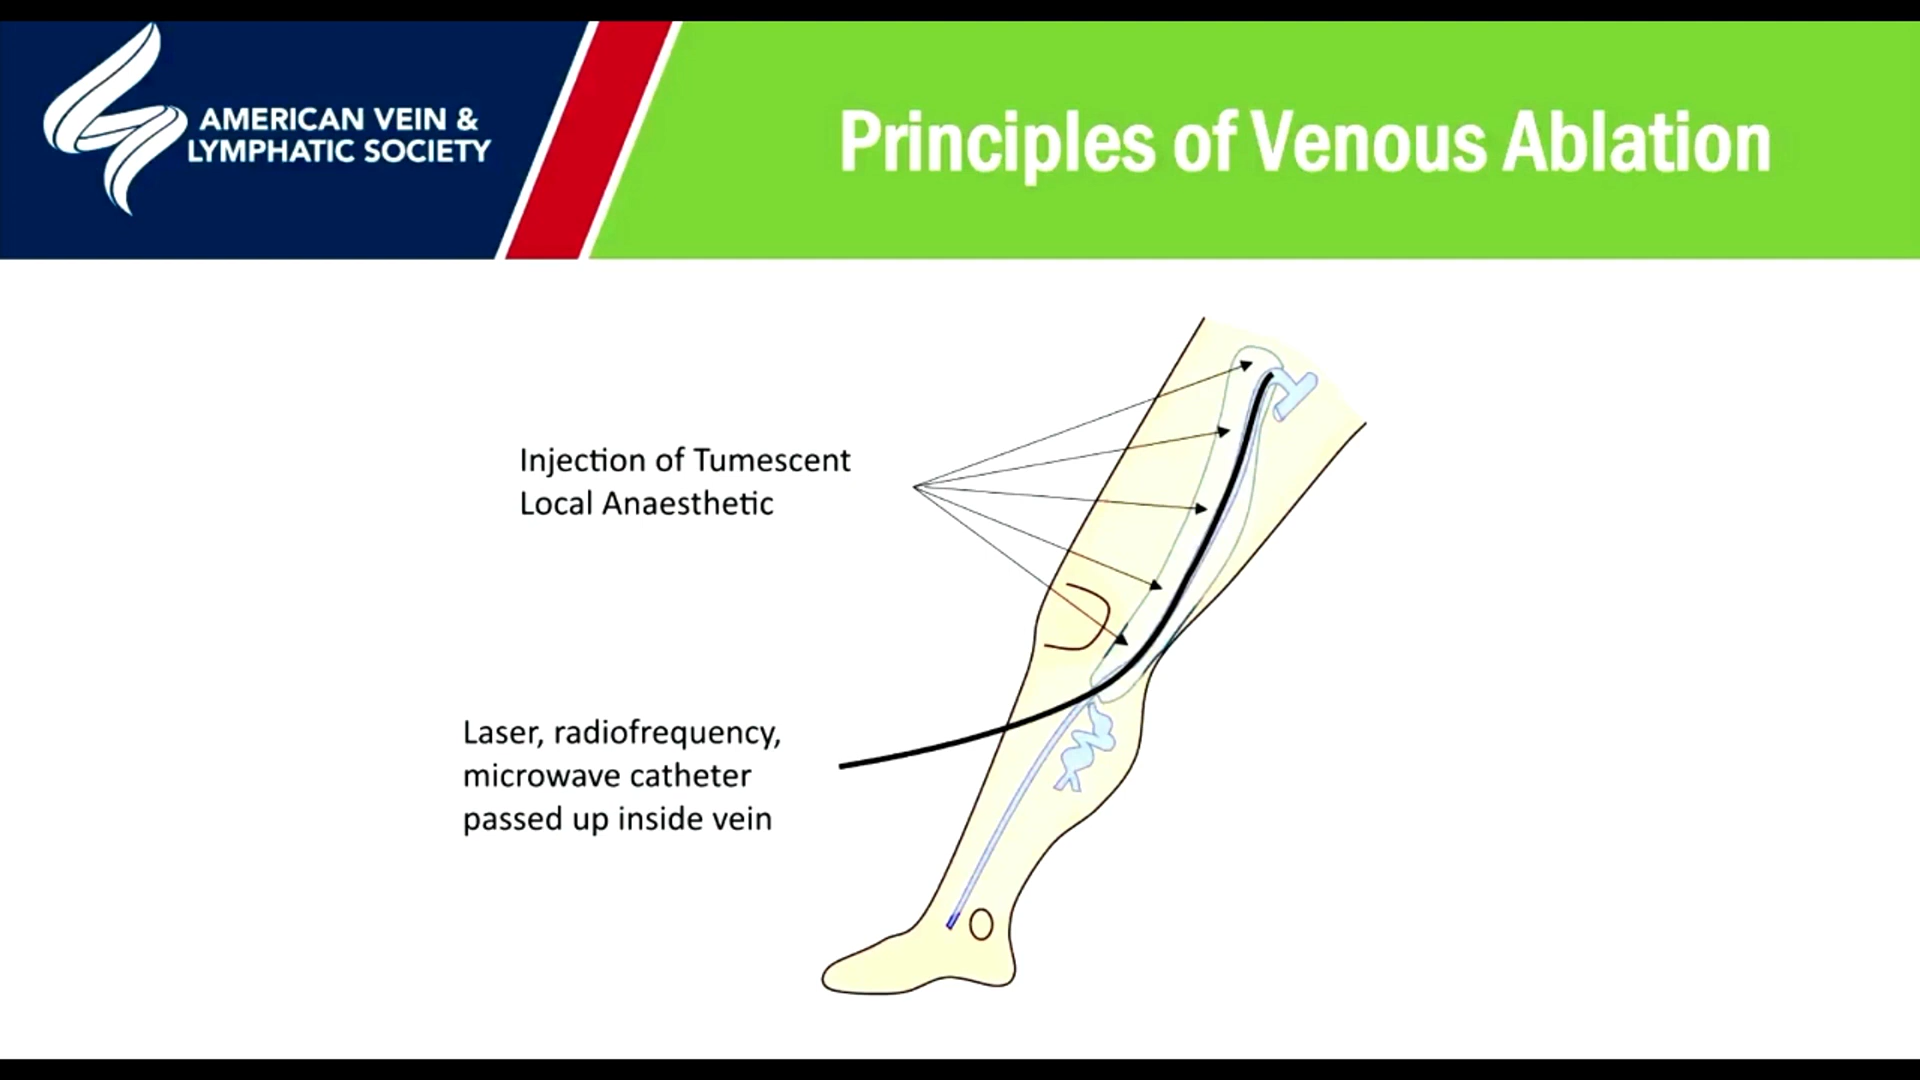 AMERICAN VEIN &
LYMPHATIC SOCIETY
Principles of Venous Ablation
Injection of Tumescent
Local Anaesthetic
Laser, radiofrequency,
microwave catheter
passed up inside vein